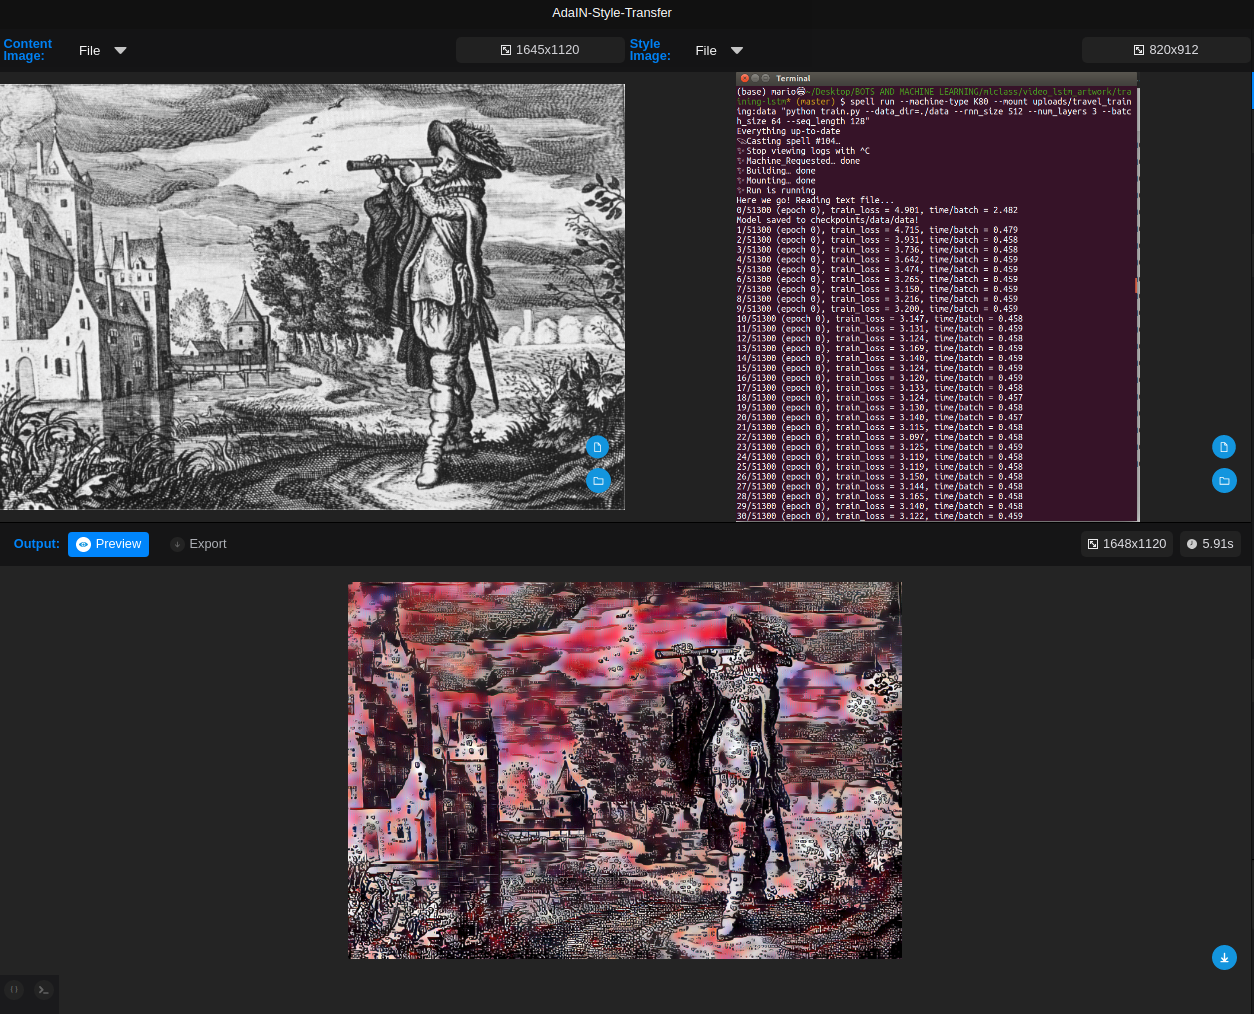 AdaIN-Style-Transfer
Content
Image:
File
1645x1120
Style
Image:
File
820x912
Terminal
(base) mario@:~/Desktop/BOTS AND MACHINE LEARNING/mlclass/video_lstm_artwork/tra
ining-lstm* (master) $ spell run --machine-type K80 --mount uploads/travel_train
ing:data "python train.py --data_dir=./data --rnn_size 512 --num_layers 3 --batc
h_size 64 --seq_length 128"
Everything up-to-date
Casting spell #104…
Stop viewing logs with ^C
Machine_Requested… done
Building… done
Mounting… done
Run is running
Here we go! Reading text file...
0/51300 (epoch 0), train_loss = 4.901, time/batch = 2.482
Model saved to checkpoints/data/data!
1/51300 (epoch 0), train_loss = 4.715, time/batch = 0.479
2/51300 (epoch 0), train_loss = 3.931, time/batch = 0.458
3/51300 (epoch 0), train_loss = 3.736, time/batch = 0.458
4/51300 (epoch 0), train_loss = 3.642, time/batch = 0.459
5/51300 (epoch 0), train_loss = 3.474, time/batch = 0.459
6/51300 (epoch 0), train_loss = 3.265, time/batch = 0.459
7/51300 (epoch 0), train_loss = 3.150, time/batch = 0.459
8/51300 (epoch 0), train_loss = 3.216, time/batch = 0.459
9/51300 (epoch 0), train_loss = 3.200, time/batch = 0.459
10/51300 (epoch 0), train_loss = 3.147, time/batch = 0.458
11/51300 (epoch 0), train_loss = 3.131, time/batch = 0.459
12/51300 (epoch 0), train_loss = 3.124, time/batch = 0.458
13/51300 (epoch 0), train_loss = 3.169, time/batch = 0.459
14/51300 (epoch 0), train_loss = 3.140, time/batch = 0.459
15/51300 (epoch 0), train_loss = 3.124, time/batch = 0.459
16/51300 (epoch 0), train_loss = 3.120, time/batch = 0.459
17/51300 (epoch 0), train_loss = 3.133, time/batch = 0.458
18/51300 (epoch 0), train_loss = 3.124, time/batch = 0.457
19/51300 (epoch 0), train_loss = 3.130, time/batch = 0.458
20/51300 (epoch 0), train_loss = 3.140, time/batch = 0.457
21/51300 (epoch 0), train_loss = 3.115, time/batch = 0.458
22/51300 (epoch 0), train_loss = 3.097, time/batch = 0.458
23/51300 (epoch 0), train_loss = 3.125, time/batch = 0.459
24/51300 (epoch 0), train_loss = 3.119, time/batch = 0.458
25/51300 (epoch 0), train_loss = 3.119, time/batch = 0.458
26/51300 (epoch 0), train_loss = 3.150, time/batch = 0.458
27/51300 (epoch 0), train_loss = 3.144, time/batch = 0.458
28/51300 (epoch 0), train_loss = 3.165, time/batch = 0.458
29/51300 (epoch 0), train_loss = 3.140, time/batch = 0.458
30/51300 (epoch 0), train_loss = 3.122, time/batch = 0.459
Output:
Preview
Export
1648x1120
5.91s